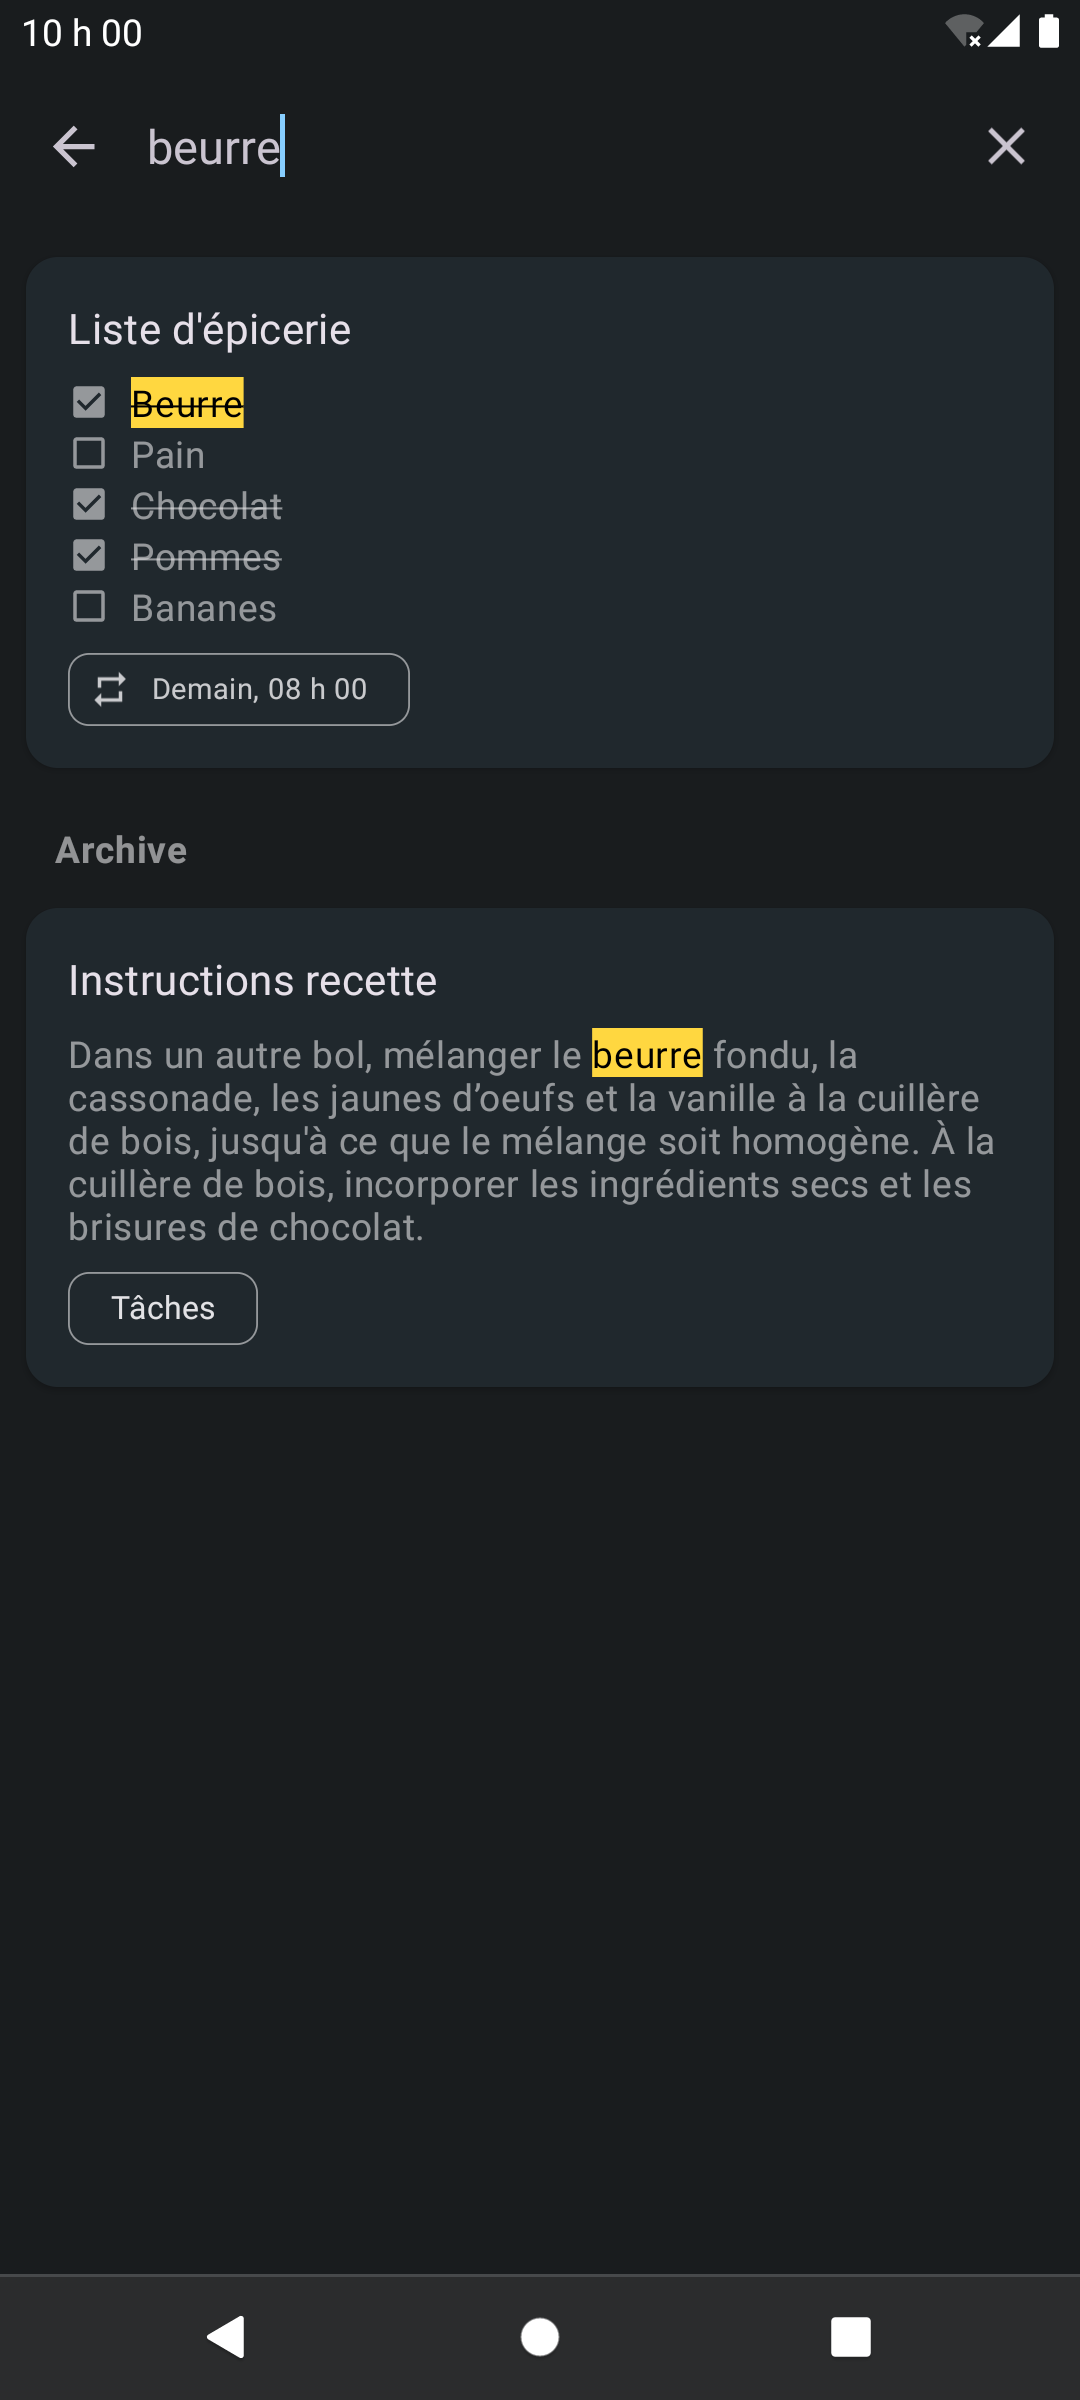 10 h 00
beurre
Liste d'épicerie
Beurre
Pain
Chocolat
Pommes
Bananes
Demain, 08 h 00
Archive
Instructions recette
Dans un autre bol, mélanger le beurre fondu, la
cassonade, les jaunes d’oeufs et la vanille à la cuillère
de bois, jusqu'à ce que le mélange soit homogène. À la
cuillère de bois, incorporer les ingrédients secs et les
brisures de chocolat.
Tâches